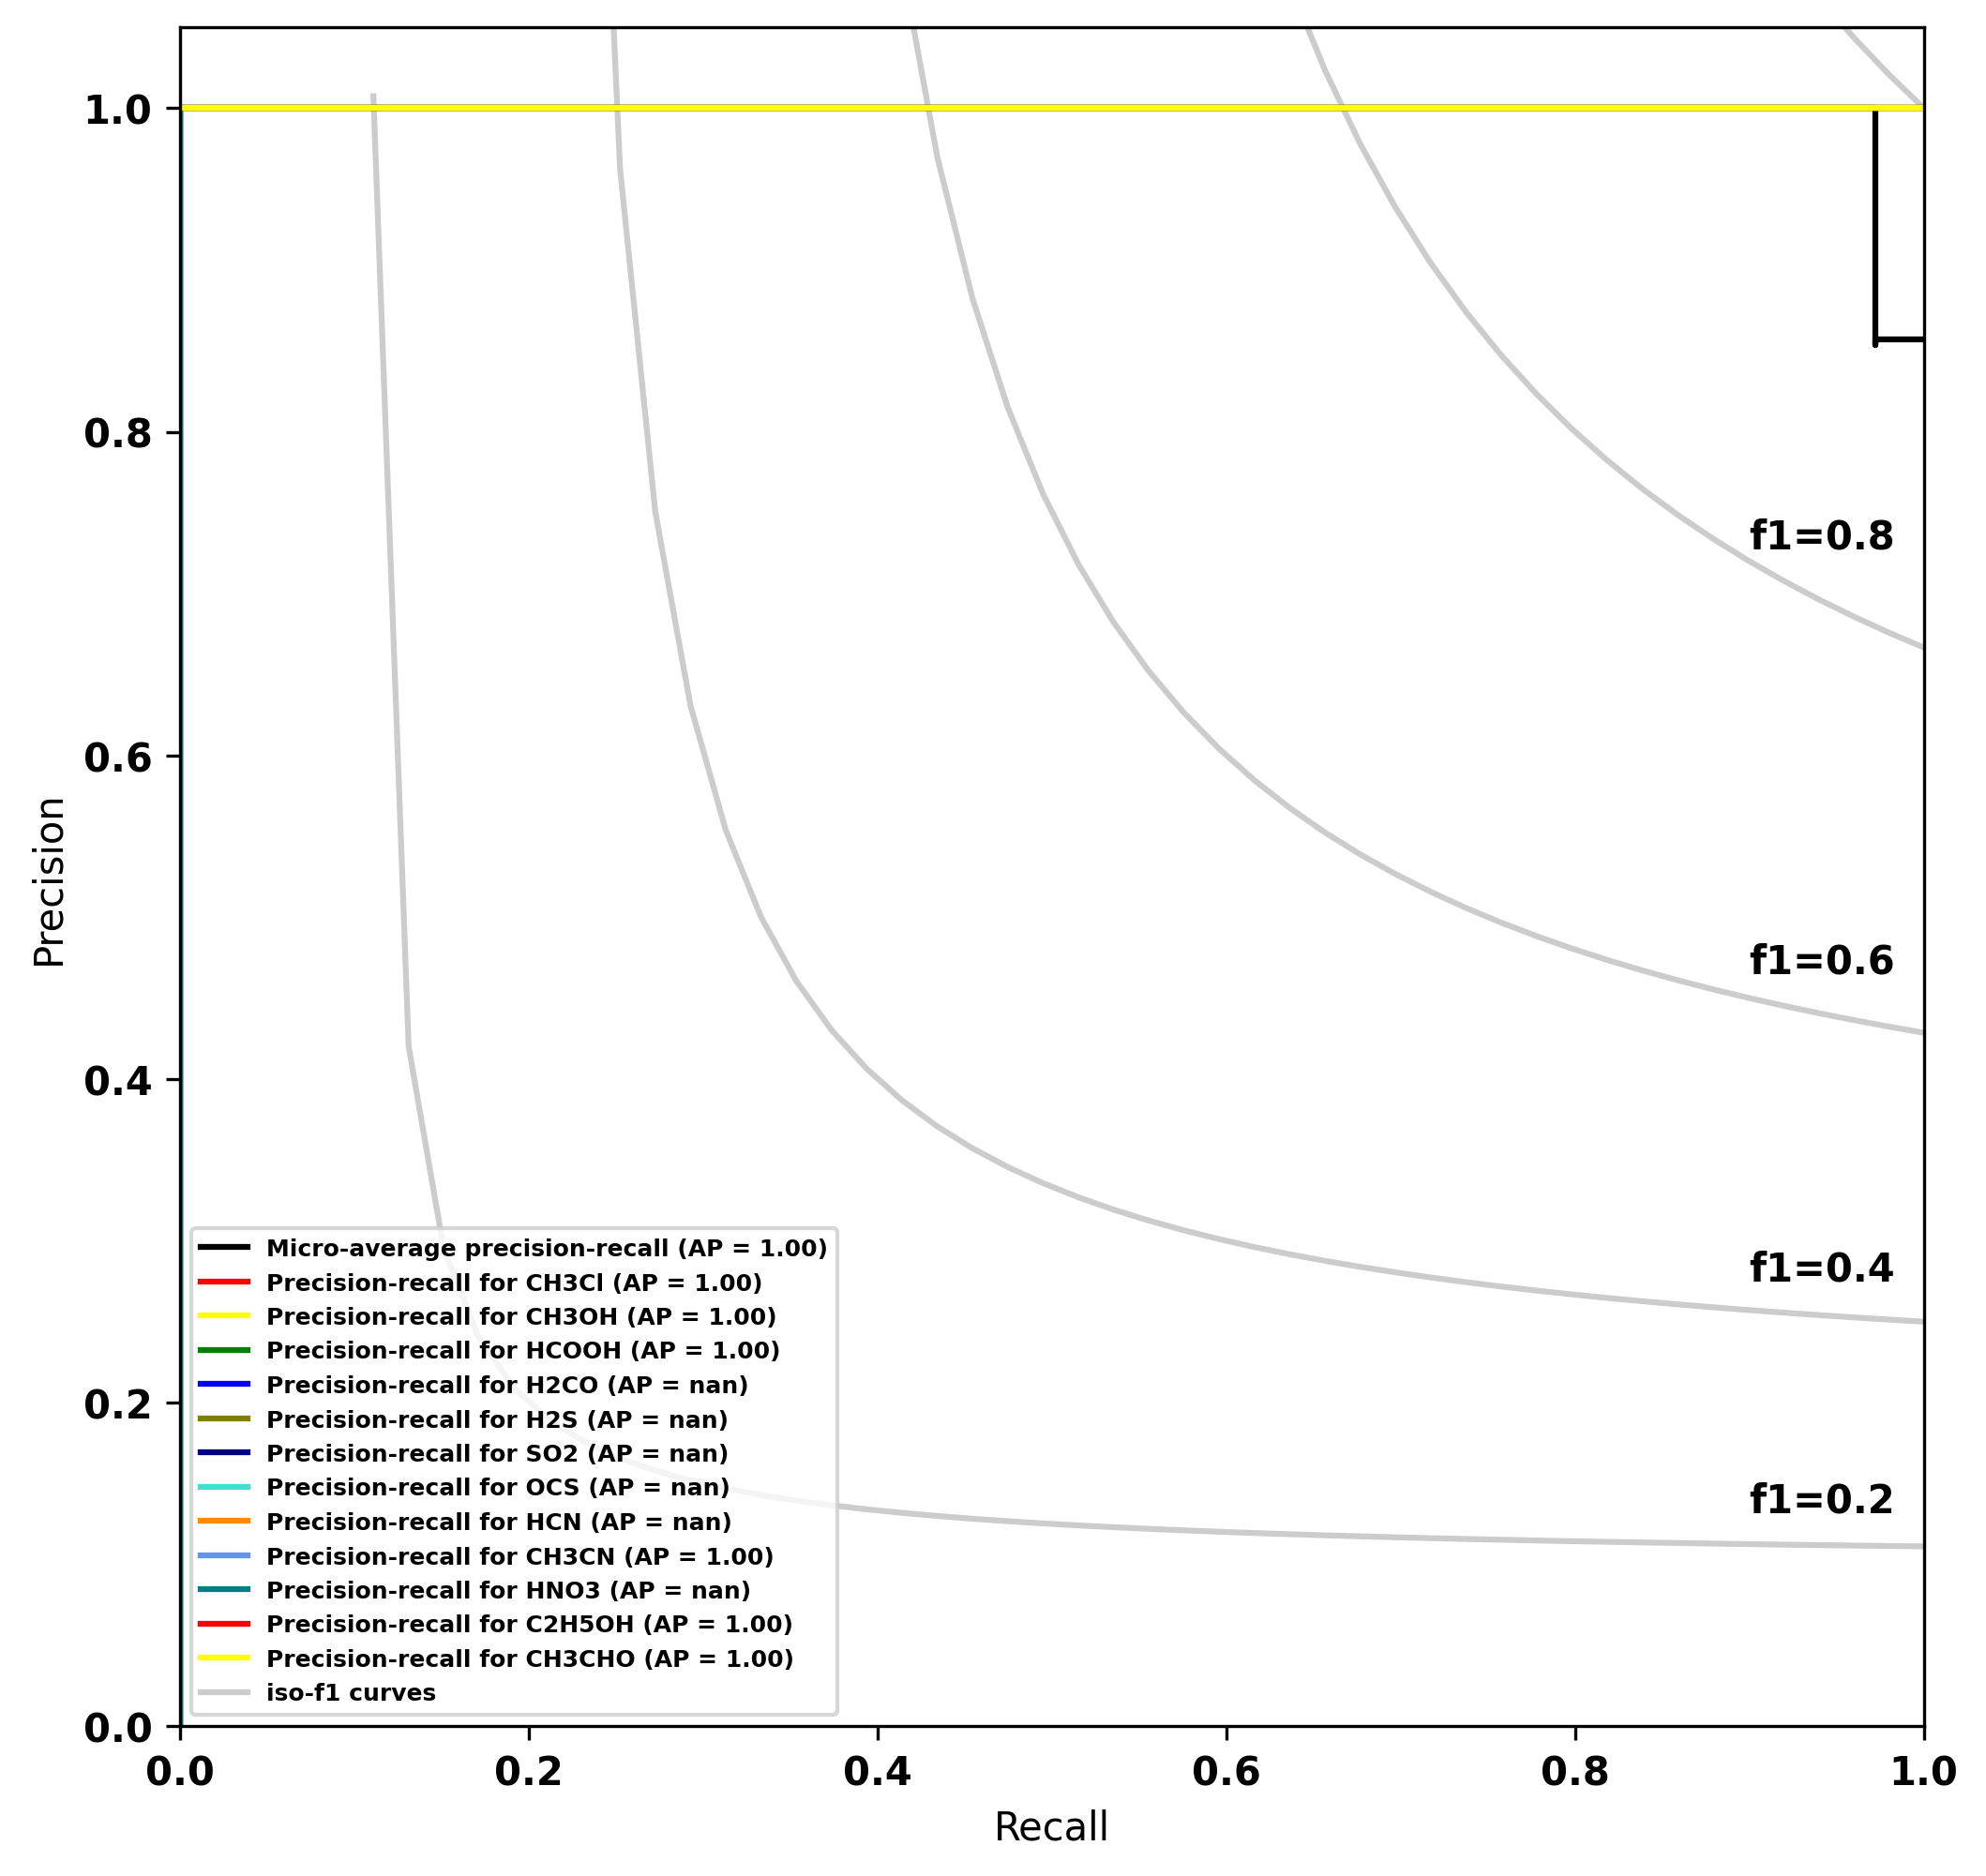 1.0
0.8
0.6
0.4
0.2
0.0
Precision
f1=0.8
f1=0.6
f1=0.4
f1=0.2
Micro-average precision-recall (AP = 1.00)
Precision-recall for CH3Cl (AP = 1.00)
Precision-recall for CH3OH (AP = 1.00)
Precision-recall for HCOOH (AP = 1.00)
Precision-recall for H2CO (AP = nan)
Precision-recall for H2S (AP = nan)
Precision-recall for SO2 (AP = nan)
Precision-recall for OCS (AP = nan)
Precision-recall for HCN (AP = nan)
Precision-recall for CH3CN (AP = 1.00)
Precision-recall for HNO3 (AP = nan)
Precision-recall for C2H5OH (AP = 1.00)
Precision-recall for CH3CHO (AP = 1.00)
iso-f1 curves
0.0 0.2 0.4 0.6 0.8 1.0
Recall